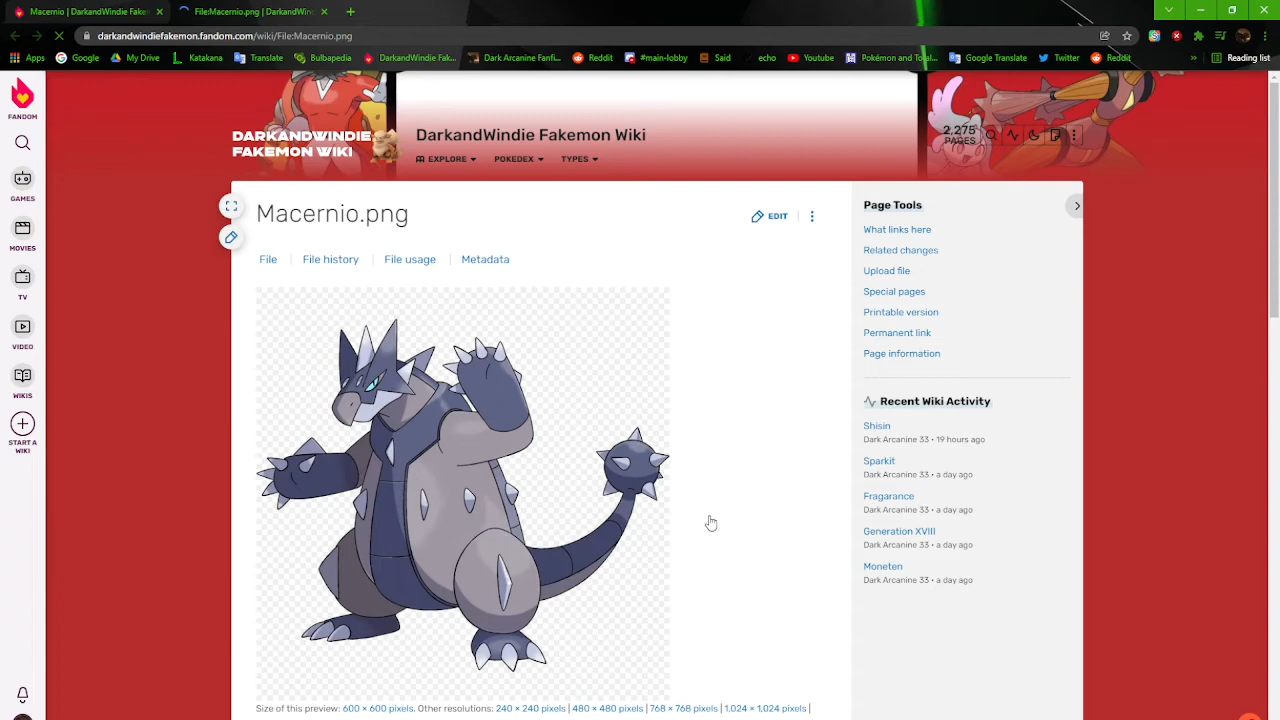 Macernio | DarkandWindie Fakem
File:Macernio.png | DarkandWind
darkandwindiefakemon.fandom.com/wiki/File:Macernio.png
Apps
Google
My Drive
Katakana
Translate
Bulbapedia
DarkandWindie Fak...
Dark Arcanine Fanfi...
Reddit
#main-lobby
Said
echo
Youtube
Pokémon and Total...
Google Translate
Twitter
Reddit
»
Reading list
FANDOM
GAMES
MOVIES
TV
VIDEO
WIKIS
START A
WIKI
DARKANDWINDIE
FAKEMON WIKI
DarkandWindie Fakemon Wiki
EXPLORE
POKEDEX
TYPES
2,275
PAGES
Macernio.png
EDIT
File
File history
File usage
Metadata
Size of this preview: 600 × 600 pixels. Other resolutions: 240 × 240 pixels | 480 × 480 pixels | 768 × 768 pixels | 1,024 × 1,024 pixels |
Page Tools
What links here
Related changes
Upload file
Special pages
Printable version
Permanent link
Page information
Recent Wiki Activity
Shisin
Dark Arcanine 33 • 19 hours ago
Sparkit
Dark Arcanine 33 • a day ago
Fragarance
Dark Arcanine 33 • a day ago
Generation XVIII
Dark Arcanine 33 • a day ago
Moneten
Dark Arcanine 33 • a day ago